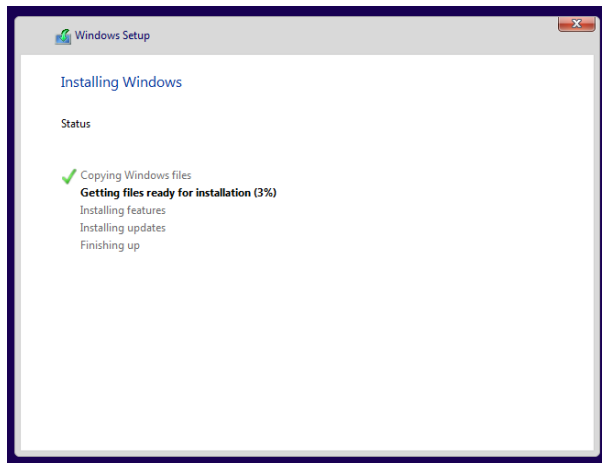 Windows Setup
Installing Windows
Status
Copying Windows files
Getting files ready for installation (3%)
Installing features
Installing updates
Finishing up